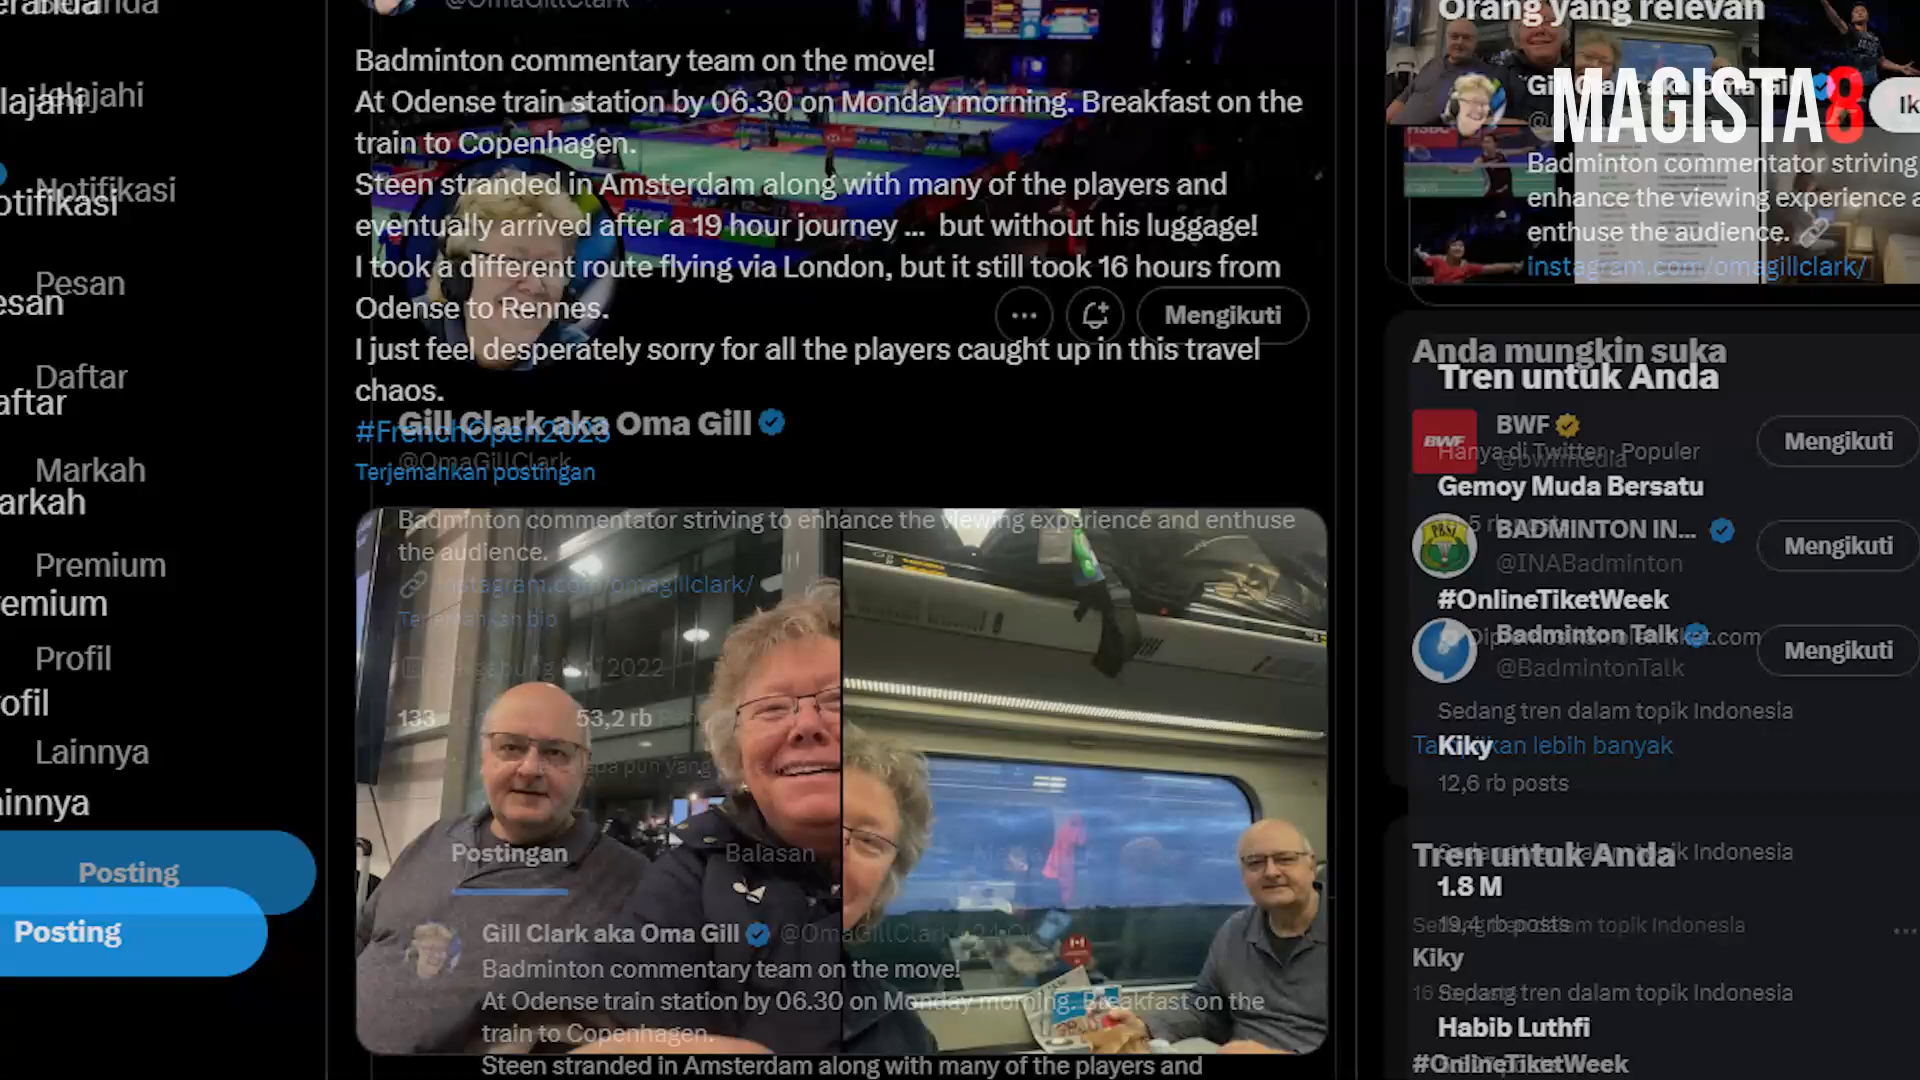 Beranda
Jelajahi
Notifikasi
Pesan
Daftar
Markah
Premium
Profil
Lainnya
Posting
Posting
@OmaGillClark
Badminton commentary team on the move!
At Odense train station by 06.30 on Monday morning. Breakfast on the
train to Copenhagen.
Steen stranded in Amsterdam along with many of the players and
eventually arrived after a 19 hour journey ... but without his luggage!
I took a different route flying via London, but it still took 16 hours from
Odense to Rennes.
I just feel desperately sorry for all the players caught up in this travel
chaos.
#FrenchOpen2023
Terjemahkan postingan
Mengikuti
Gill Clark aka Oma Gill
@OmaGillClark
Badminton commentator striving to enhance the viewing experience and enthuse
the audience.
instagram.com/omagillclark/
Terjemahkan bio
2022
133
53,2 rb
Postingan
Balasan
Gill Clark aka Oma Gill @OmaGillClark
Badminton commentary team on the move!
At Odense train station by 06.30 on Monday morning. Breakfast on the
train to Copenhagen.
Steen stranded in Amsterdam along with many of the players and
Orang yang relevan
MAGISTA8
Gill Clark aka Oma Gill
Ik
Badminton commentator striving
enhance the viewing experience a
enthuse the audience.
instagram.com/omagillclark/
Anda mungkin suka
Tren untuk Anda
BWF
@bwfmedia
Mengikuti
Hanya di Twitter · Populer
Gemoy Muda Bersatu
BADMINTON IN...
@INABadminton
Mengikuti
#OnlineTiketWeek
Badminton Talk
@BadmintonTalk
Mengikuti
Sedang tren dalam topik Indonesia
Tampilkan lebih banyak
Kiky
12,6 rb posts
Tren untuk Anda
Sedang tren dalam topik Indonesia
1.8 M
19,4 rb posts
Sedang tren dalam topik Indonesia
Kiky
Sedang tren dalam topik Indonesia
Habib Luthfi
#OnlineTiketWeek